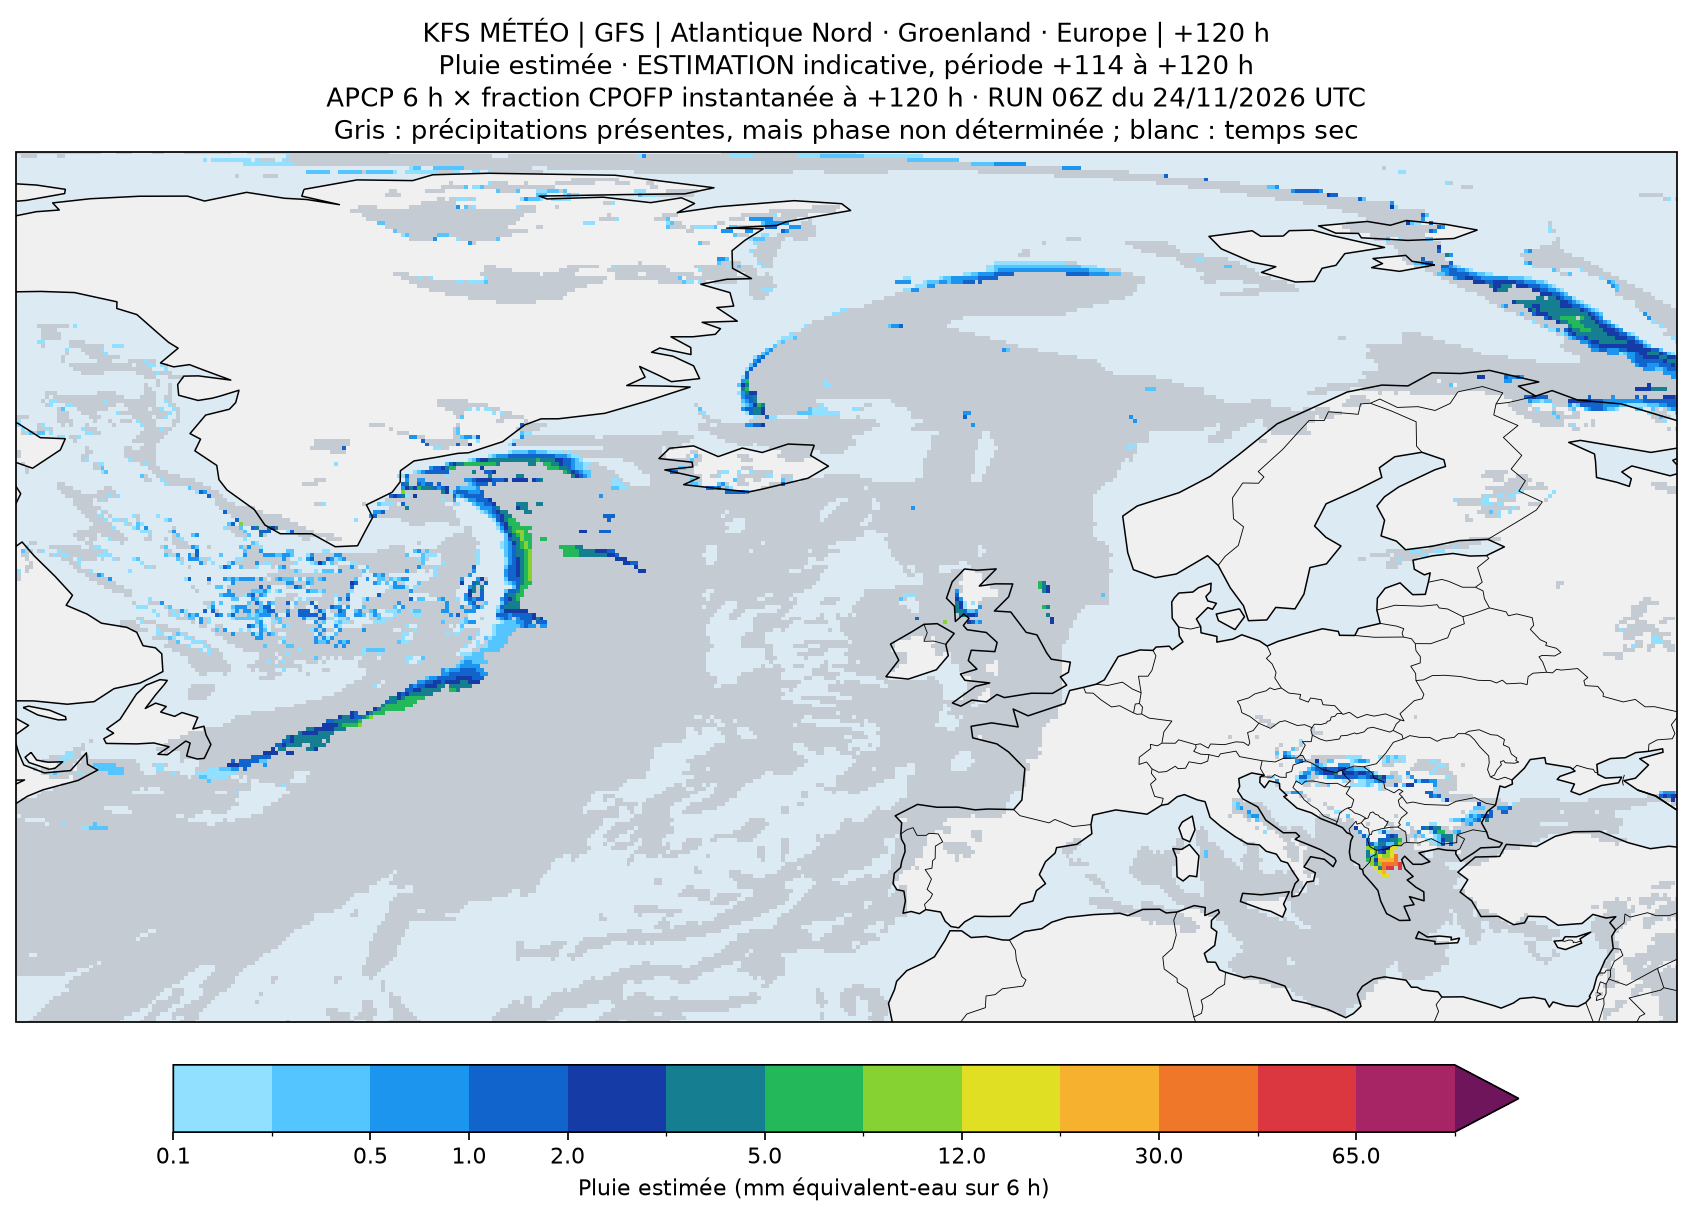 KFS MÉTÉO | GFS | Atlantique Nord · Groenland · Europe | +120 h
Pluie estimée · ESTIMATION indicative, période +114 à +120 h
APCP 6 h × fraction CPOFP instantanée à +120 h · RUN 06Z du 24/11/2026 UTC
Gris : précipitations présentes, mais phase non déterminée ; blanc : temps sec
0.1 0.5 1.0 2.0 5.0 12.0 30.0 65.0
Pluie estimée (mm équivalent-eau sur 6 h)